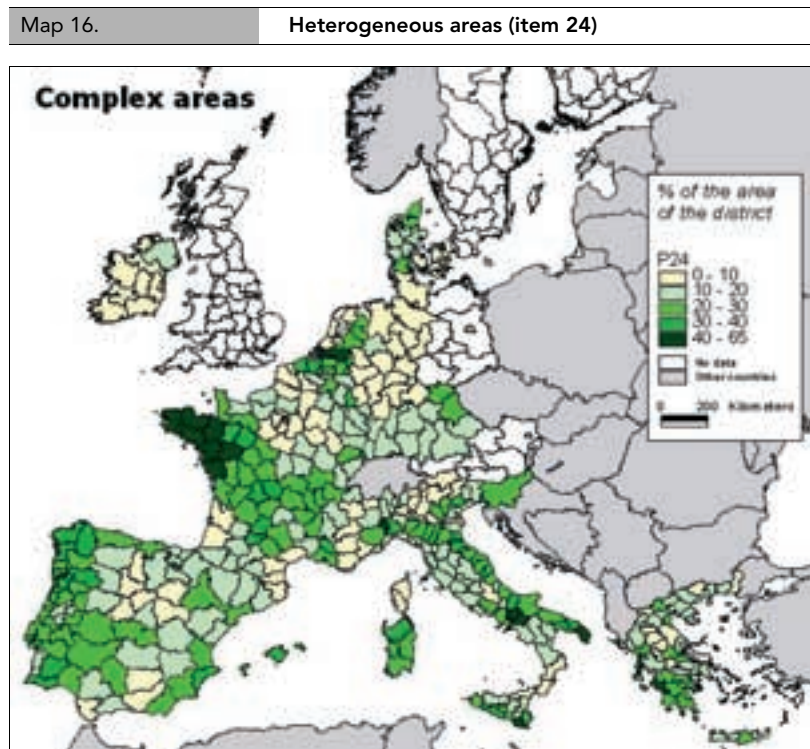 Map 16. Heterogeneous areas (item 24)
Complex areas
% of the area
of the district
P24
0 - 10
10 - 20
20 - 30
30 - 40
40 - 65
No data
Other countries
0 200 Kilometers